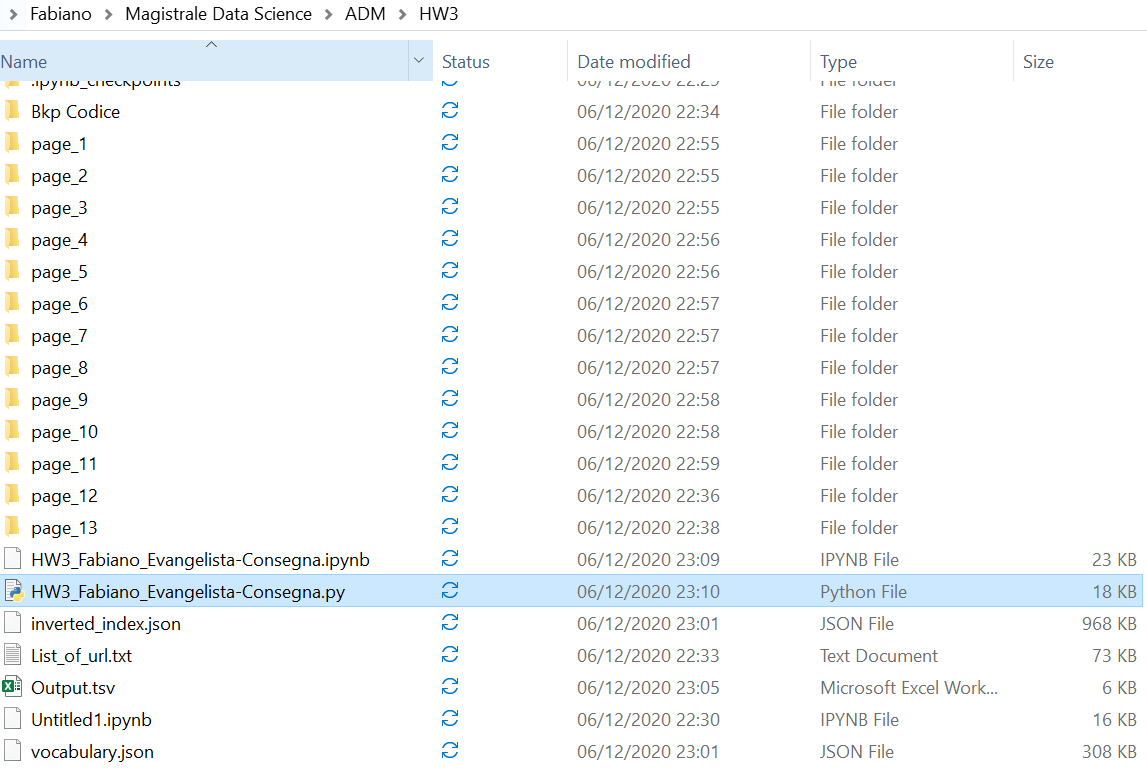 Fabiano > Magistrale Data Science > ADM > HW3
Name Status Date modified Type Size
.ipynb_checkpoints 06/12/2020 22:29 File folder
Bkp Codice 06/12/2020 22:34 File folder
page_1 06/12/2020 22:55 File folder
page_2 06/12/2020 22:55 File folder
page_3 06/12/2020 22:55 File folder
page_4 06/12/2020 22:56 File folder
page_5 06/12/2020 22:56 File folder
page_6 06/12/2020 22:57 File folder
page_7 06/12/2020 22:57 File folder
page_8 06/12/2020 22:57 File folder
page_9 06/12/2020 22:58 File folder
page_10 06/12/2020 22:58 File folder
page_11 06/12/2020 22:59 File folder
page_12 06/12/2020 22:36 File folder
page_13 06/12/2020 22:38 File folder
HW3_Fabiano_Evangelista-Consegna.ipynb 06/12/2020 23:09 IPYNB File 23 KB
HW3_Fabiano_Evangelista-Consegna.py 06/12/2020 23:10 Python File 18 KB
inverted_index.json 06/12/2020 23:01 JSON File 968 KB
List_of_url.txt 06/12/2020 22:33 Text Document 73 KB
Output.tsv 06/12/2020 23:05 Microsoft Excel Work... 6 KB
Untitled1.ipynb 06/12/2020 22:30 IPYNB File 16 KB
vocabulary.json 06/12/2020 23:01 JSON File 308 KB